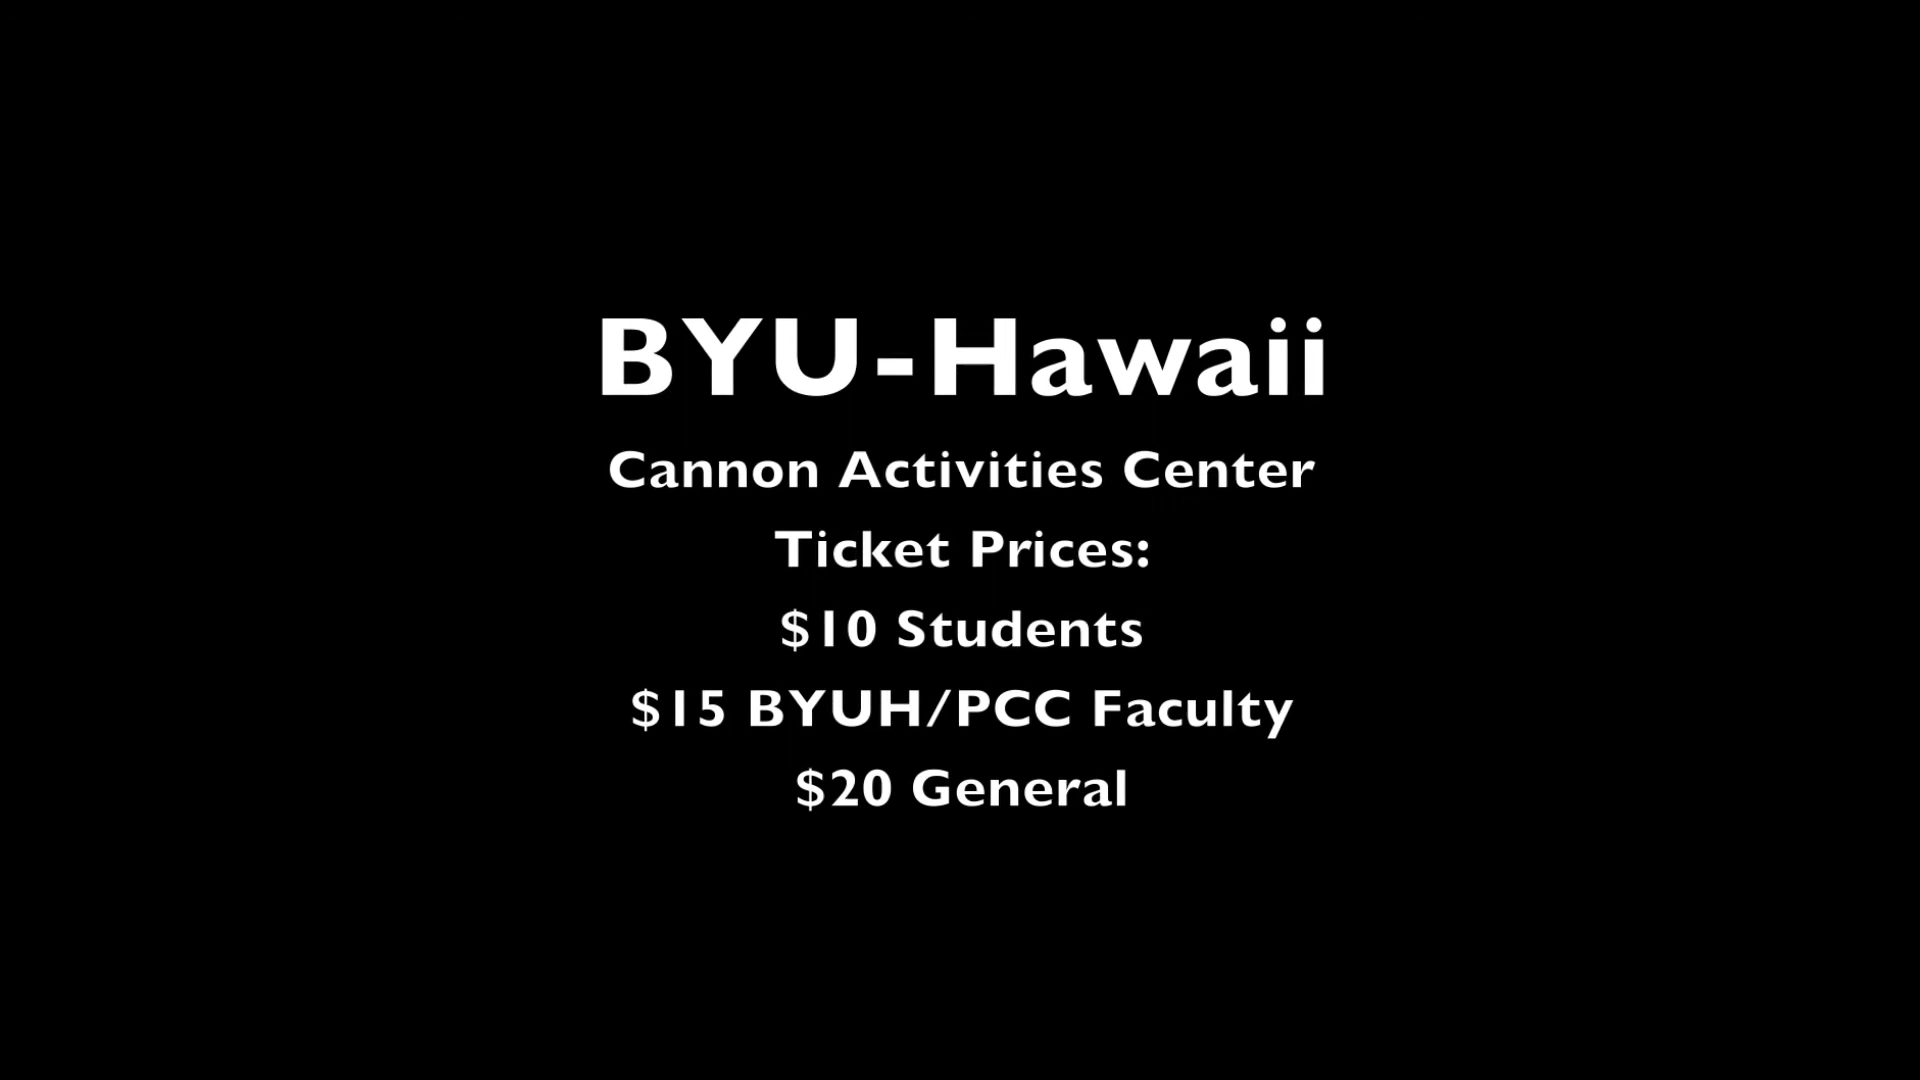 BYU-Hawaii
Cannon Activities Center
Ticket Prices:
$10 Students
$15 BYUH/PCC Faculty
$20 General